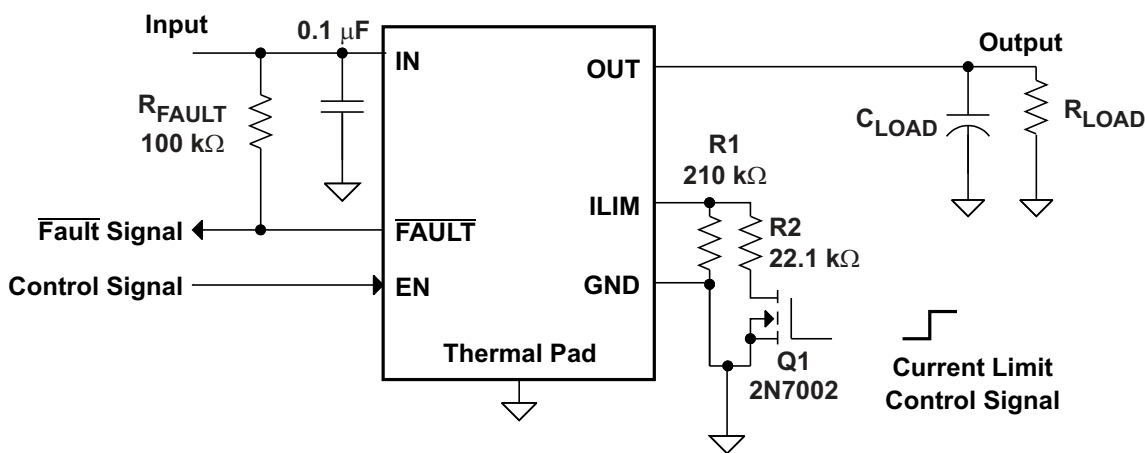 Input
0.1 μF
IN
OUT
Output
R_FAULT
100 kΩ
C_LOAD
R_LOAD
R1
210 kΩ
ILIM
Fault Signal
FAULT
R2
22.1 kΩ
Control Signal
EN
GND
Thermal Pad
Q1
2N7002
Current Limit
Control Signal